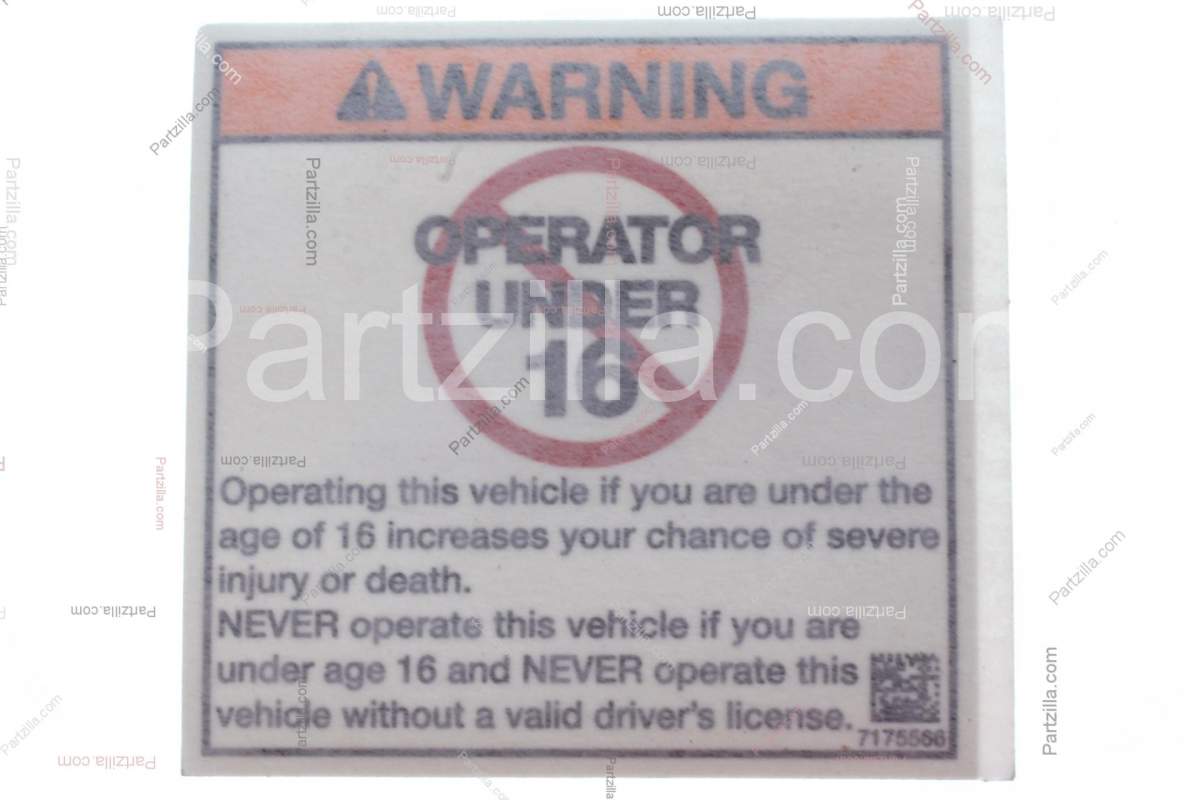 WARNING
OPERATOR
UNDER
16
Operating this vehicle if you are under the
age of 16 increases your chance of severe
injury or death.
NEVER operate this vehicle if you are
under age 16 and NEVER operate this
vehicle without a valid driver's license.
Partzilla.com